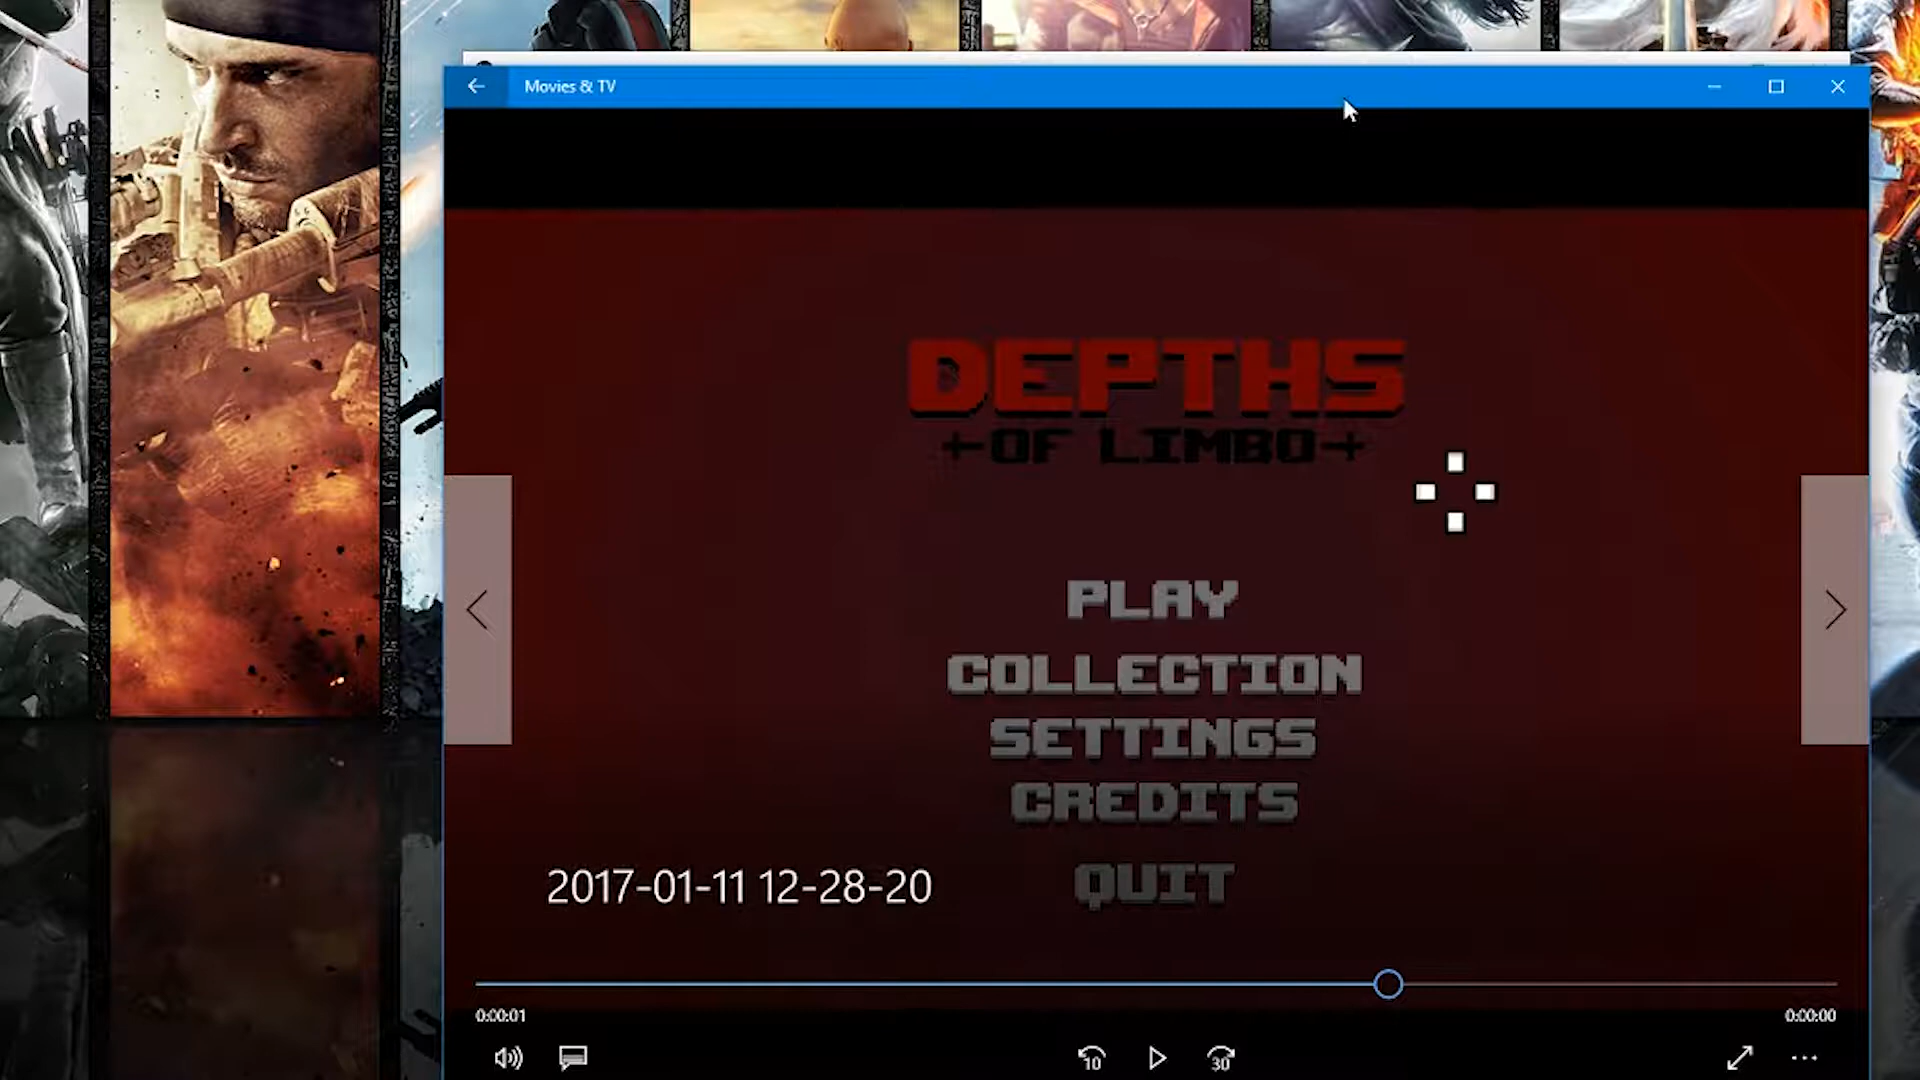 Movies & TV
DEPTHS
+OF LIMBO+
PLAY
COLLECTION
SETTINGS
CREDITS
QUIT
2017-01-11 12-28-20
0:00:01
0:00:00
10
30